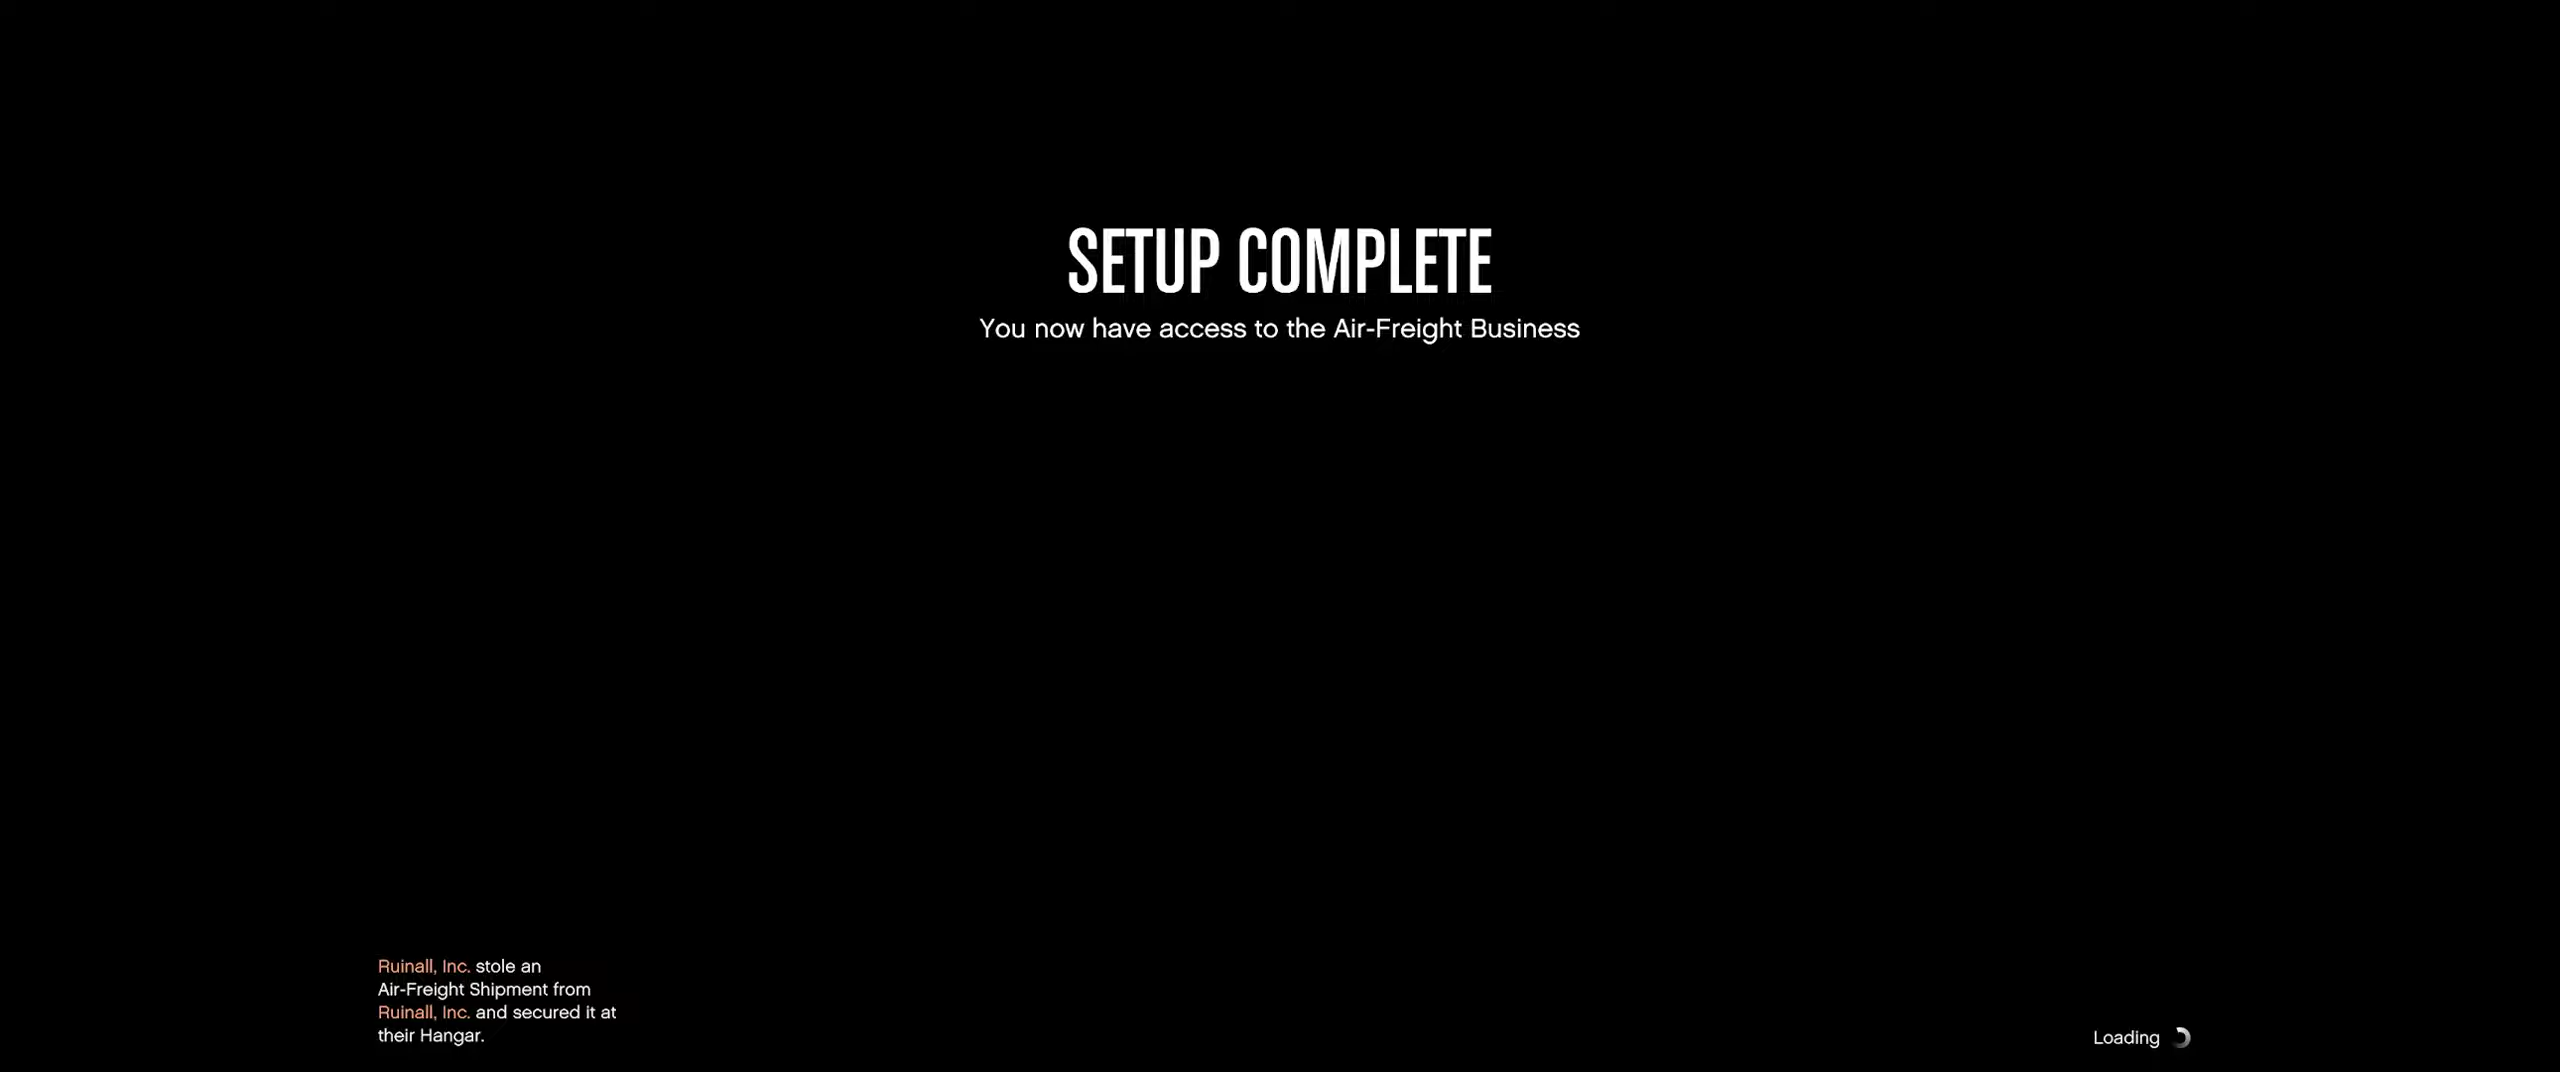 SETUP COMPLETE
You now have access to the Air-Freight Business
Ruinall, Inc. stole an
Air-Freight Shipment from
Ruinall, Inc. and secured it at
their Hangar.
Loading